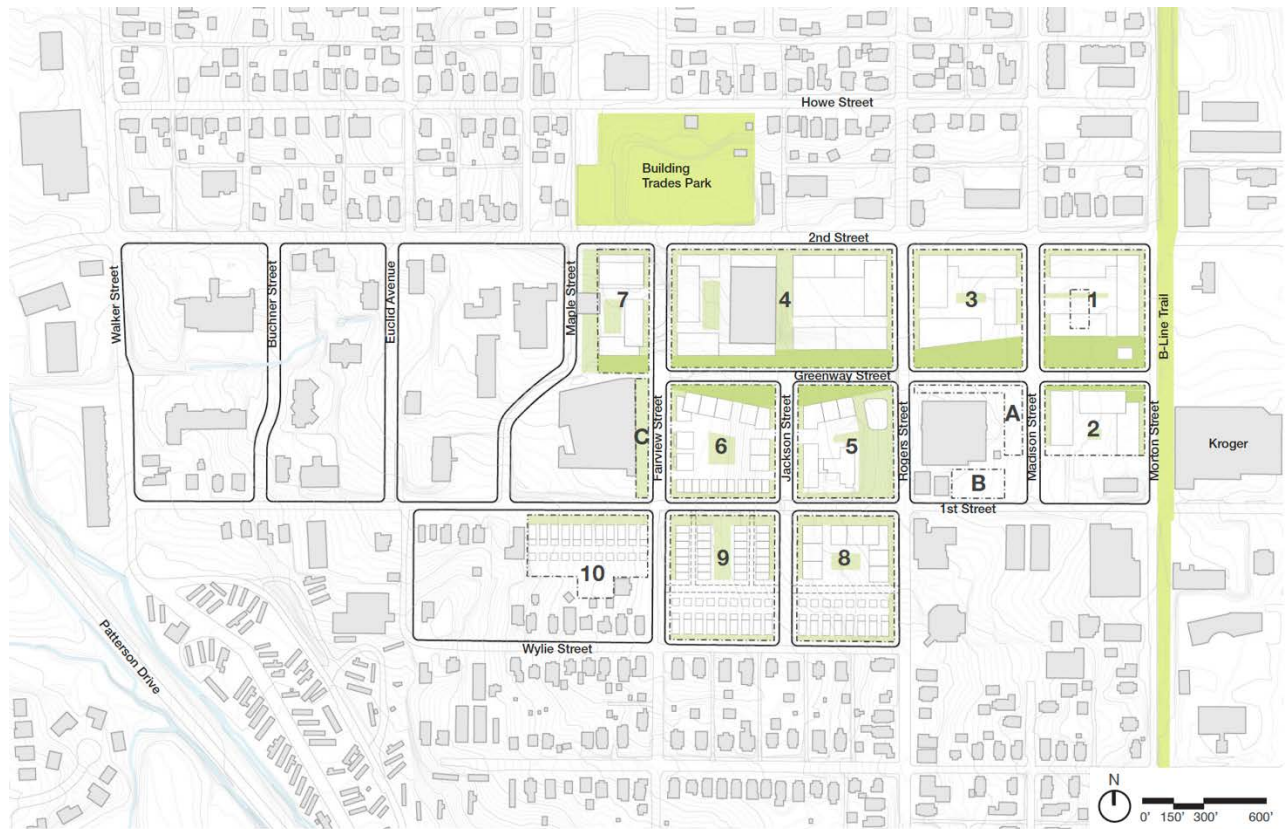 Howe Street
Building
Trades Park
2nd Street
Walker Street
Buchner Street
Euclid Avenue
Maple Street
7
4
3
1
B-Line Trail
Greenway Street
C
Fairview Street
6
Jackson Street
5
Rogers Street
A
Madison Street
2
Morton Street
Kroger
B
1st Street
10
9
8
Wylie Street
Patterson Drive
N
0' 150' 300' 600'